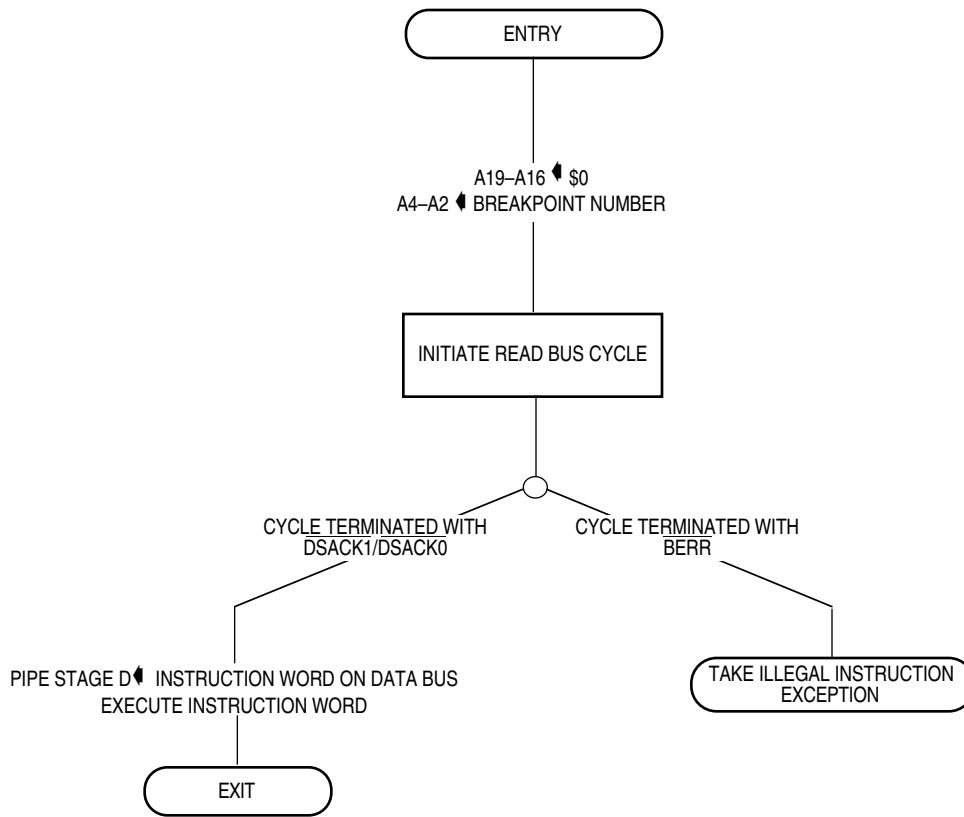 ENTRY
A19–A16 ◀ $0
A4–A2 ◀ BREAKPOINT NUMBER
INITIATE READ BUS CYCLE
CYCLE TERMINATED WITH
DSACK1/DSACK0
CYCLE TERMINATED WITH
BERR
PIPE STAGE D◀ INSTRUCTION WORD ON DATA BUS
EXECUTE INSTRUCTION WORD
TAKE ILLEGAL INSTRUCTION
EXCEPTION
EXIT